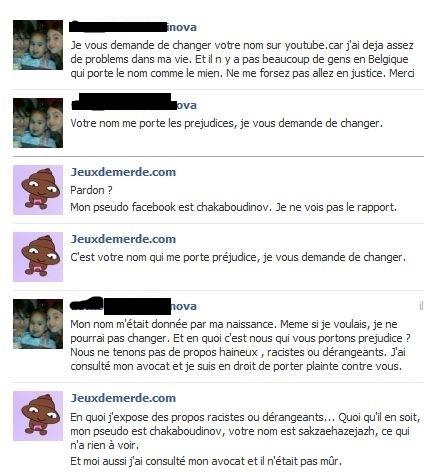 inova
Je vous demande de changer votre nom sur youtube.car j'ai deja assez
de problems dans ma vie. Et il n y a pas beaucoup de gens en Belgique
qui porte le nom comme le mien. Ne me forsez pas allez en justice. Merci
ova
Votre nom me porte les prejudices, je vous demande de changer.
Jeuxdemerde.com
Pardon ?
Mon pseudo facebook est chakaboudinov. Je ne vois pas le rapport.
Jeuxdemerde.com
C'est votre nom qui me porte préjudice, je vous demande de changer.
nova
il
Mon nom m'était donnée par ma naissance. Meme si je voulais, je ne
pourrai pas changer. Et en quoi c'est nous qui vous portons prejudice ?
Nous ne tenons pas de propos haineux , racistes ou dérangeants. J'ai
consulté mon avocat et je suis en droit de porter plainte contre vous.
Jeuxdemerde.com
En quoi j'expose des propos racistes ou dérangeants... Quoi qu'il en soit,
mon pseudo est chakaboudinov, votre nom est sakzaehazejazh, ce qui
n'a rien à voir.
Et moi aussi j'ai consulté mon avocat et il n'était pas mûr.